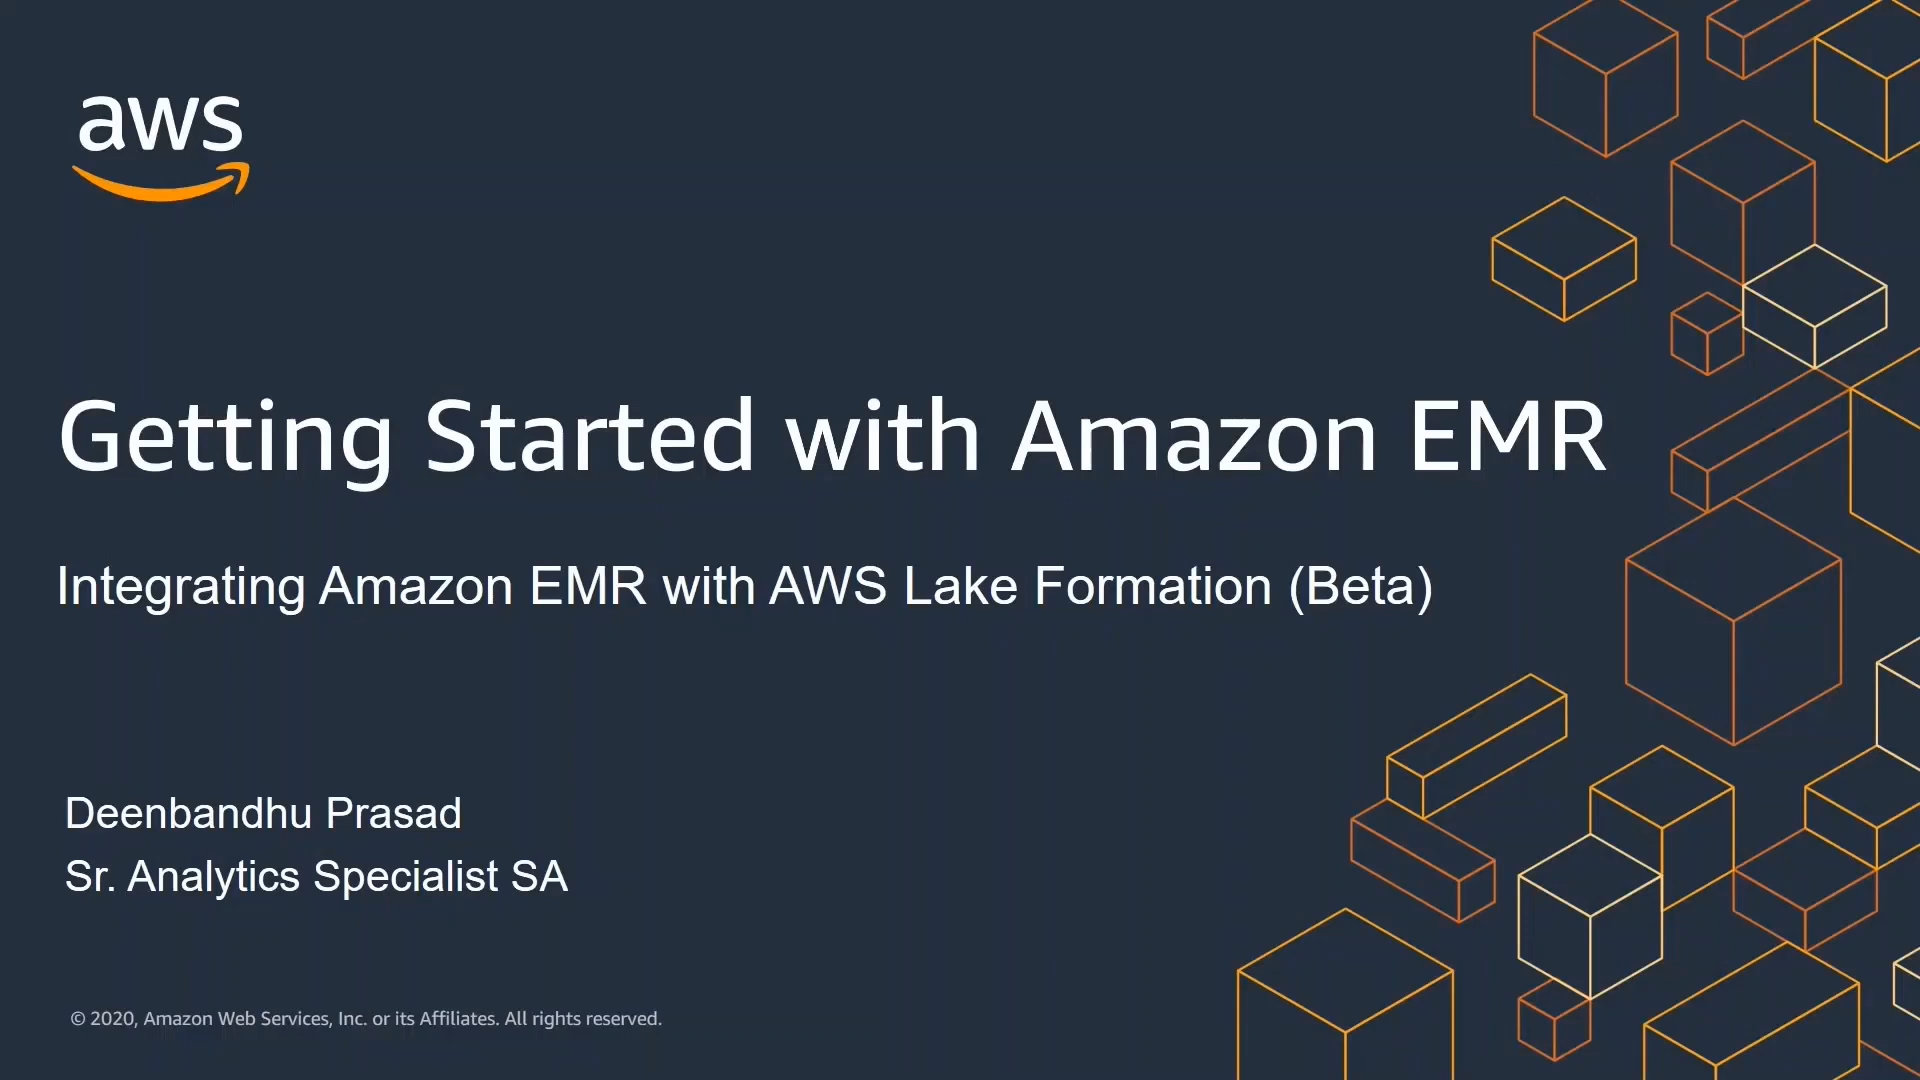 aws
Getting Started with Amazon EMR
Integrating Amazon EMR with AWS Lake Formation (Beta)
Deenbandhu Prasad
Sr. Analytics Specialist SA
© 2020, Amazon Web Services, Inc. or its Affiliates. All rights reserved.